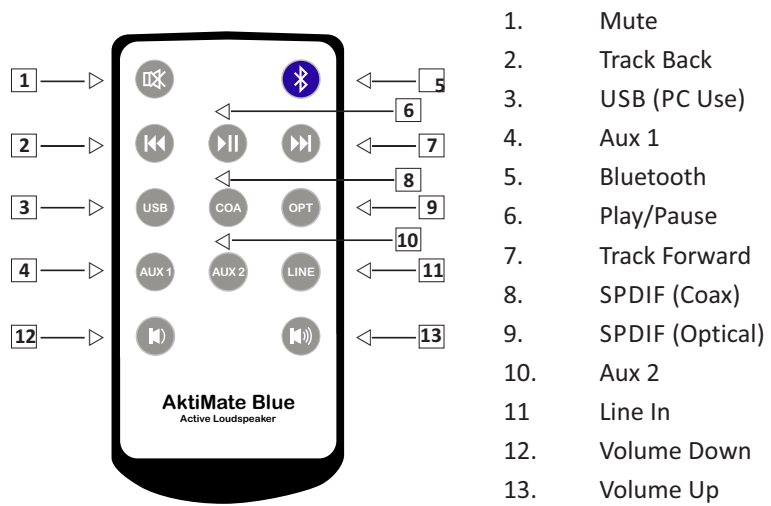 1. Mute
2. Track Back
3. USB (PC Use)
4. Aux 1
5. Bluetooth
6. Play/Pause
7. Track Forward
8. SPDIF (Coax)
9. SPDIF (Optical)
10. Aux 2
11 Line In
12. Volume Down
13. Volume Up
1
5
6
2
7
8
3
USB
COA
OPT
9
10
4
AUX 1
AUX 2
LINE
11
12
13
AktiMate Blue
Active Loudspeaker